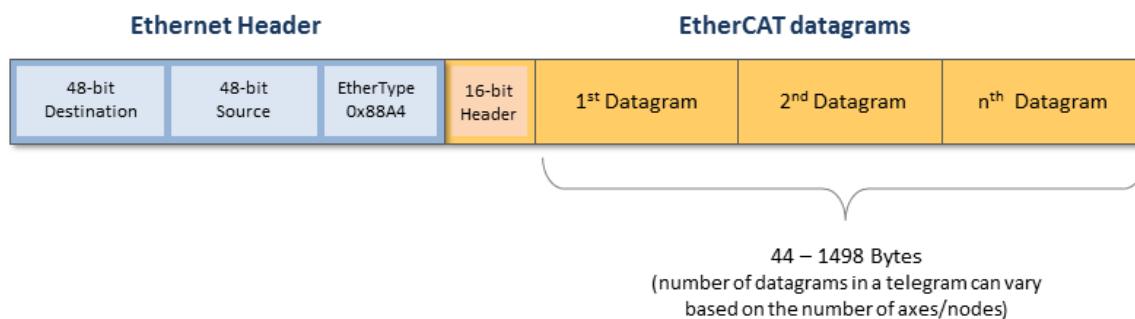 Ethernet Header
EtherCAT datagrams
48-bit
Destination
48-bit
Source
EtherType
0x88A4
16-bit
Header
1st Datagram
2nd Datagram
nth Datagram
44 – 1498 Bytes
(number of datagrams in a telegram can vary
based on the number of axes/nodes)